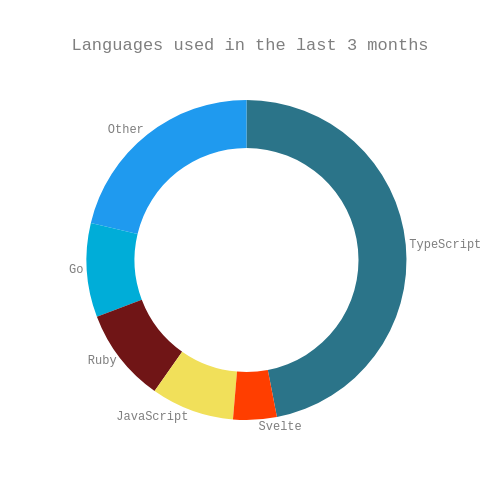 Languages used in the last 3 months
Other
TypeScript
Go
Ruby
JavaScript
Svelte